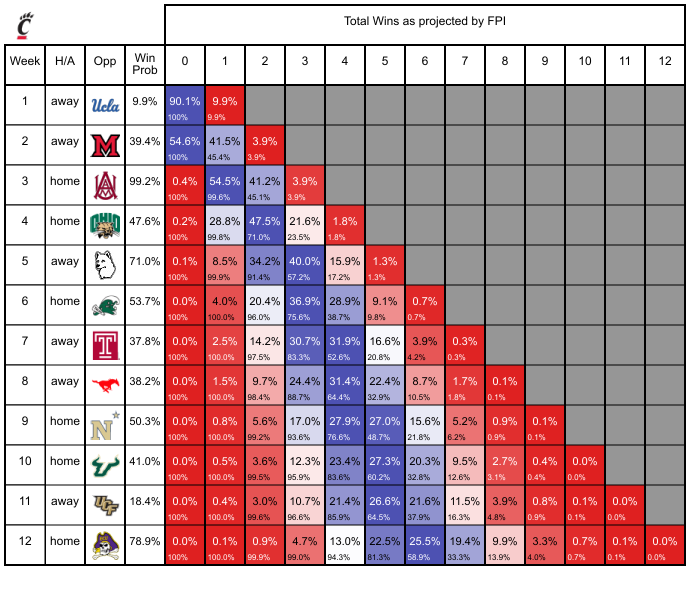 C
Total Wins as projected by FPI
Week H/A Opp Win Prob 0 1 2 3 4 5 6 7 8 9 10 11 12
1 away Ucla 9.9% 90.1% 9.9%
100% 9.9%
2 away M 39.4% 54.6% 41.5% 3.9%
100% 45.4% 3.9%
3 home AM 99.2% 0.4% 54.5% 41.2% 3.9%
100% 99.6% 45.1% 3.9%
4 home OHIO 47.6% 0.2% 28.8% 47.5% 21.6% 1.8%
100% 99.8% 71.0% 23.5% 1.8%
5 away 71.0% 0.1% 8.5% 34.2% 40.0% 15.9% 1.3%
100% 99.9% 91.4% 57.2% 17.2% 1.3%
6 home 53.7% 0.0% 4.0% 20.4% 36.9% 28.9% 9.1% 0.7%
100% 100.0% 96.0% 75.6% 38.7% 9.8% 0.7%
7 away T 37.8% 0.0% 2.5% 14.2% 30.7% 31.9% 16.6% 3.9% 0.3%
100% 100.0% 97.5% 83.3% 52.6% 20.8% 4.2% 0.3%
8 away 38.2% 0.0% 1.5% 9.7% 24.4% 31.4% 22.4% 8.7% 1.7% 0.1%
100% 100.0% 98.4% 88.7% 64.4% 32.9% 10.5% 1.8% 0.1%
9 home N 50.3% 0.0% 0.8% 5.6% 17.0% 27.9% 27.0% 15.6% 5.2% 0.9% 0.1%
100% 100.0% 99.2% 93.6% 76.6% 48.7% 21.8% 6.2% 0.9% 0.1%
10 home 41.0% 0.0% 0.5% 3.6% 12.3% 23.4% 27.3% 20.3% 9.5% 2.7% 0.4% 0.0%
100% 100.0% 99.5% 95.9% 83.6% 60.2% 32.8% 12.6% 3.1% 0.4% 0.0%
11 away UCF 18.4% 0.0% 0.4% 3.0% 10.7% 21.4% 26.6% 21.6% 11.5% 3.9% 0.8% 0.1% 0.0%
100% 100.0% 99.6% 96.6% 85.9% 64.5% 37.9% 16.3% 4.8% 0.9% 0.1% 0.0%
12 home 78.9% 0.0% 0.1% 0.9% 4.7% 13.0% 22.5% 25.5% 19.4% 9.9% 3.3% 0.7% 0.1% 0.0%
100% 100.0% 99.9% 99.0% 94.3% 81.3% 58.9% 33.3% 13.9% 4.0% 0.7% 0.1% 0.0%